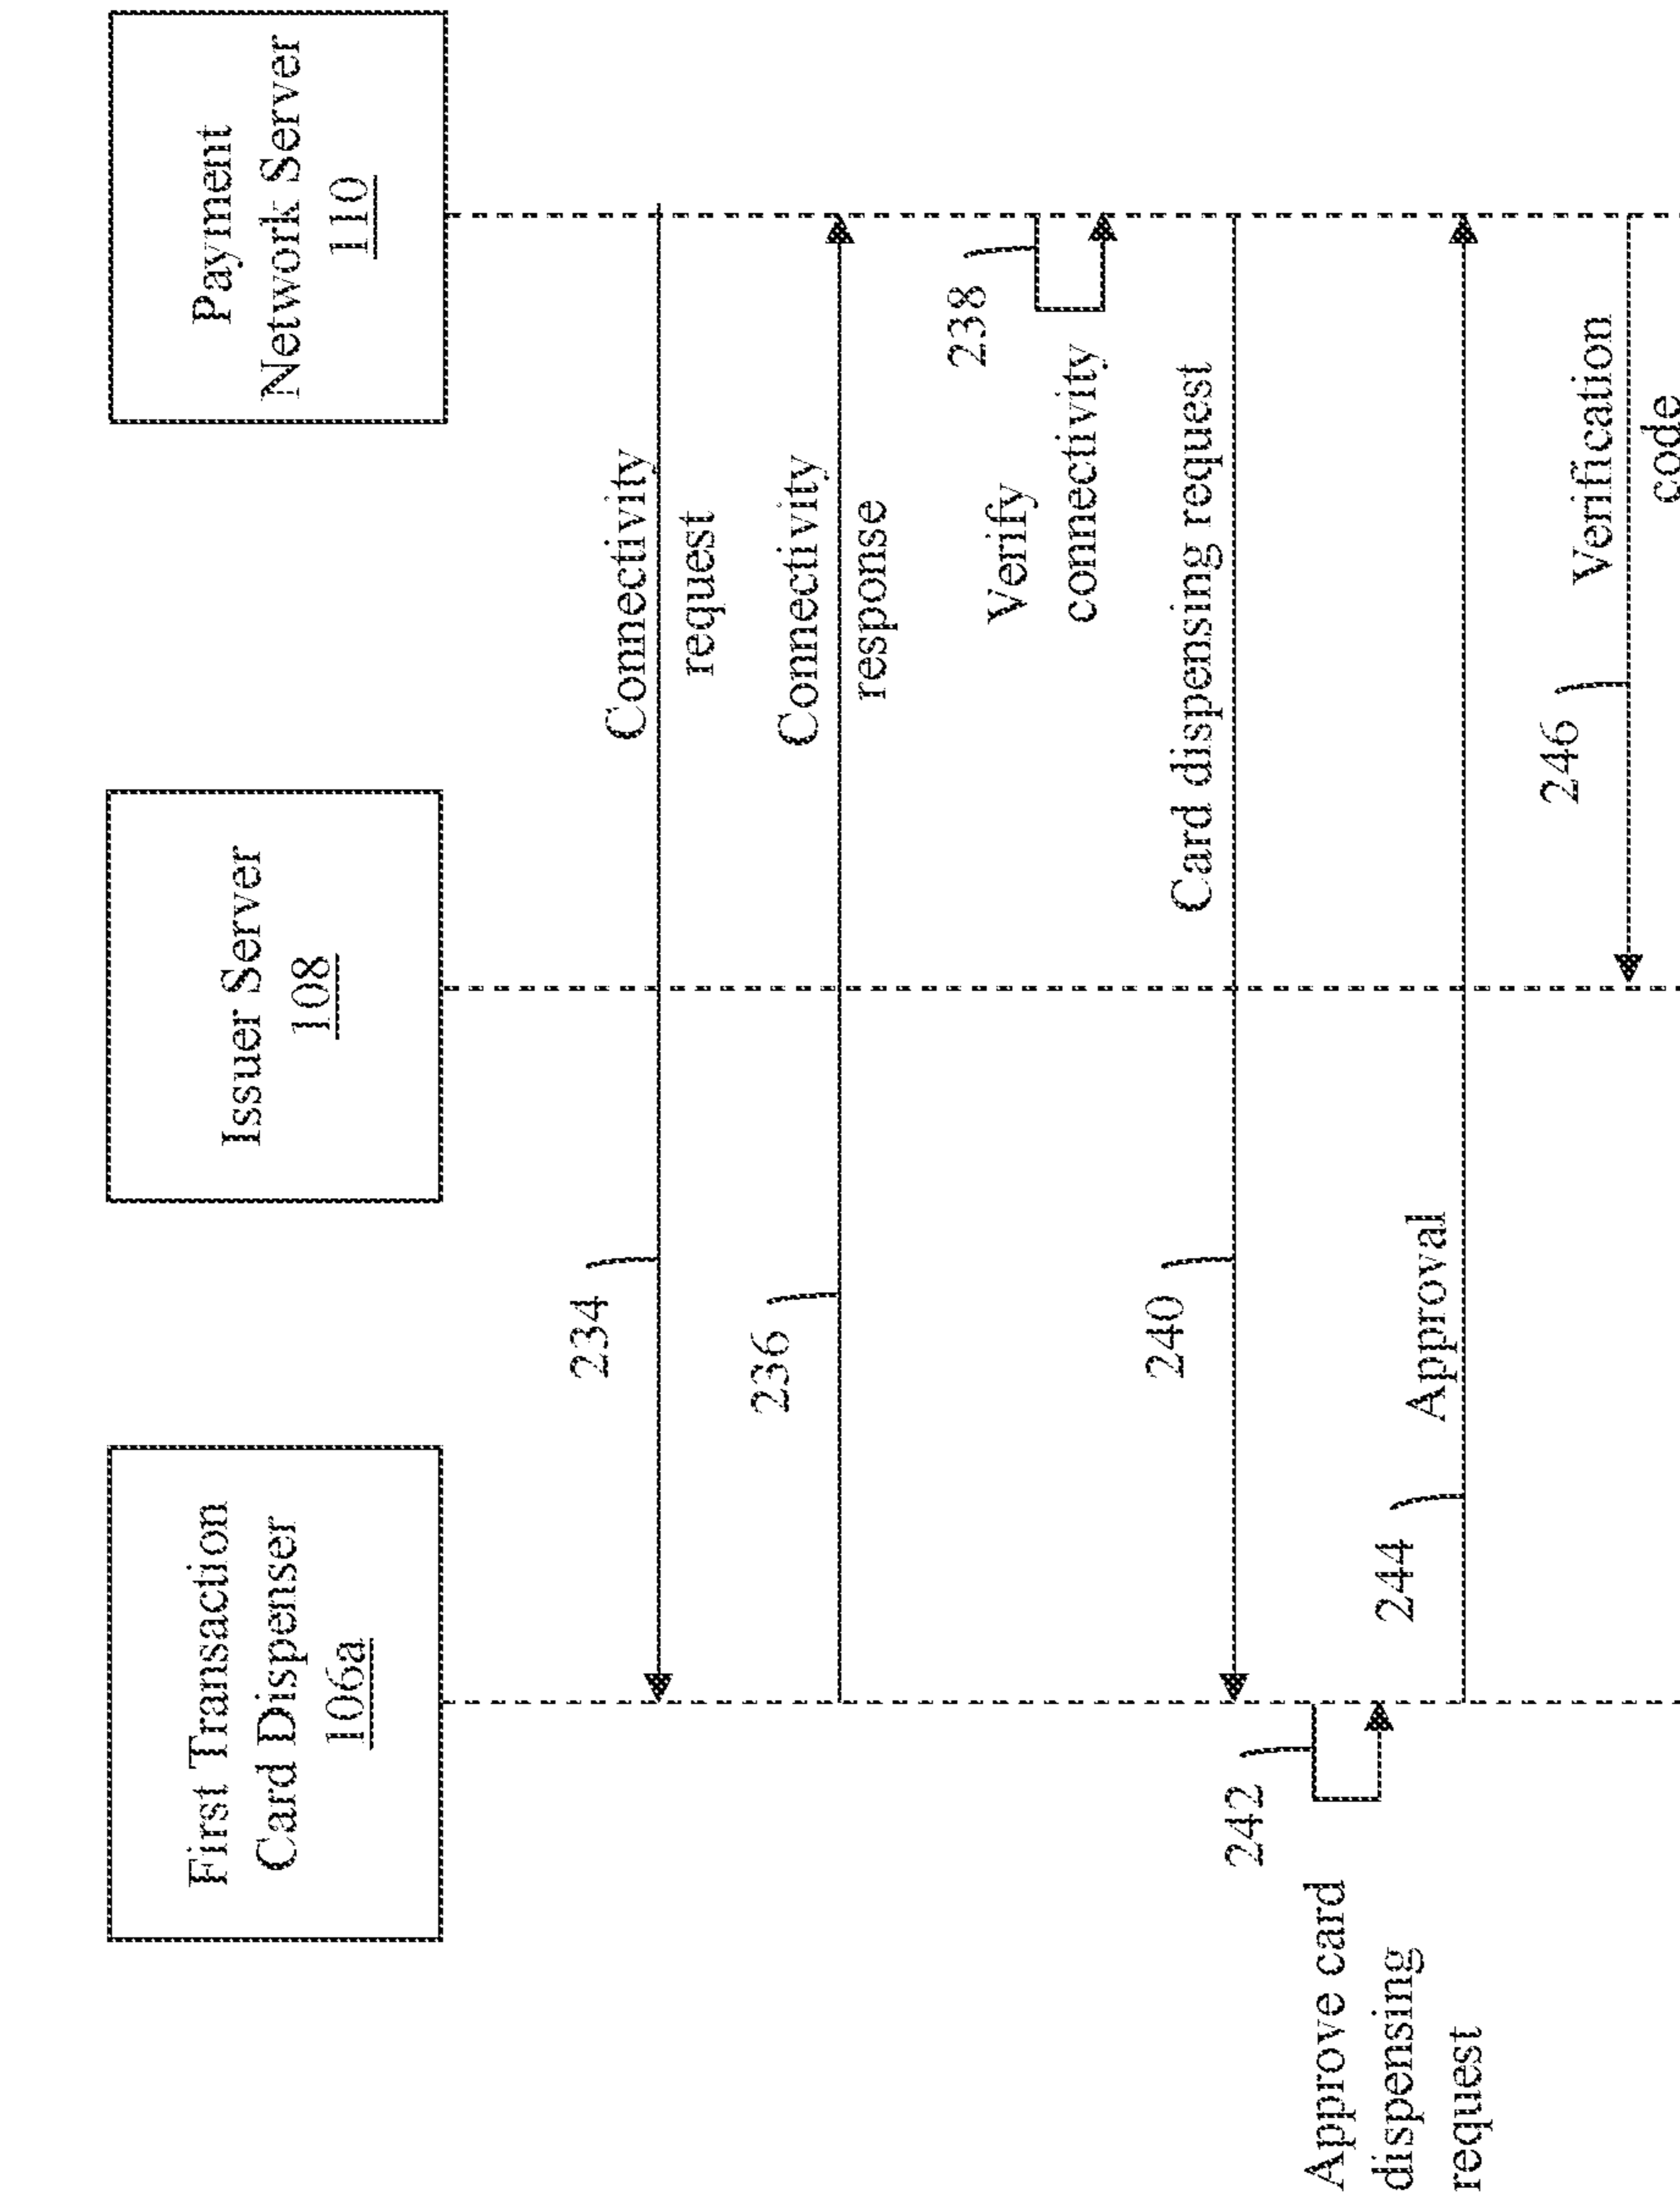 First Transaction
Card Dispenser
106a
Issuer Server
108
Payment
Network Server
110
234
Connectivity
request
236
Connectivity
response
238
Verify
connectivity
240
Card dispensing request
242
Approve card
dispensing
request
244
Approval
246
Verification
code